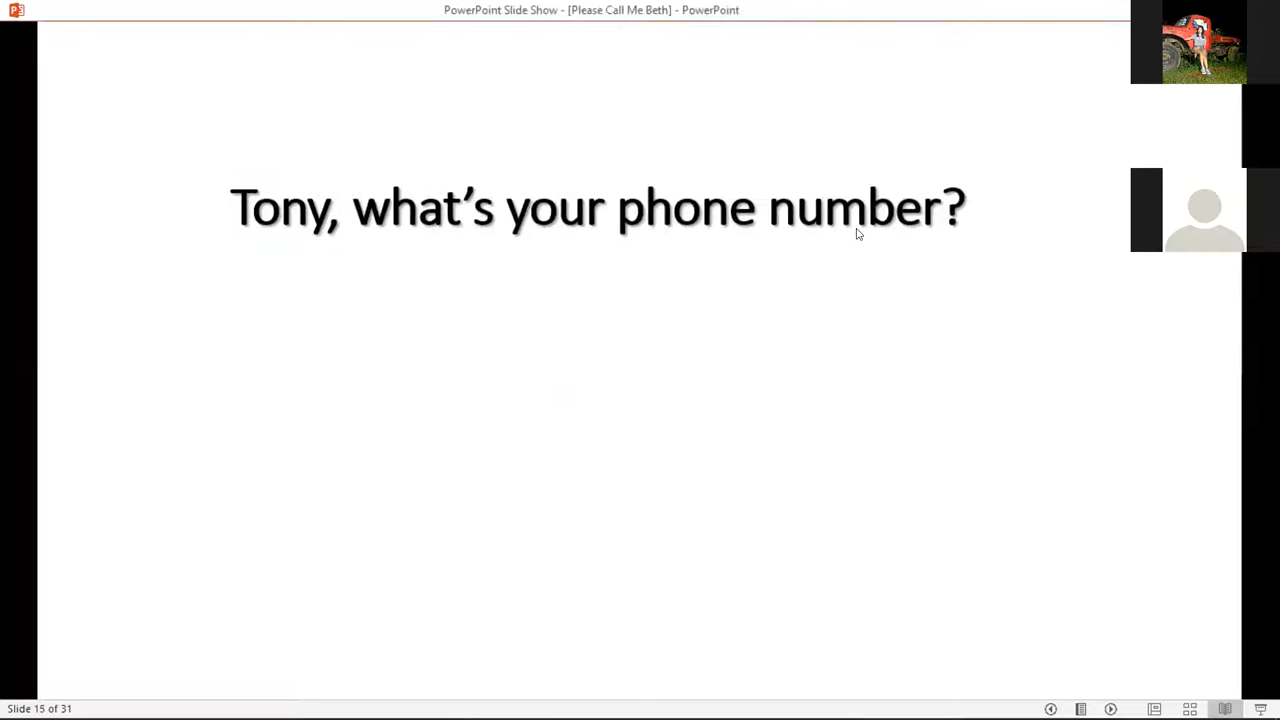 PowerPoint Slide Show - [Please Call Me Beth] - PowerPoint
Tony, what's your phone number?
Slide 15 of 31